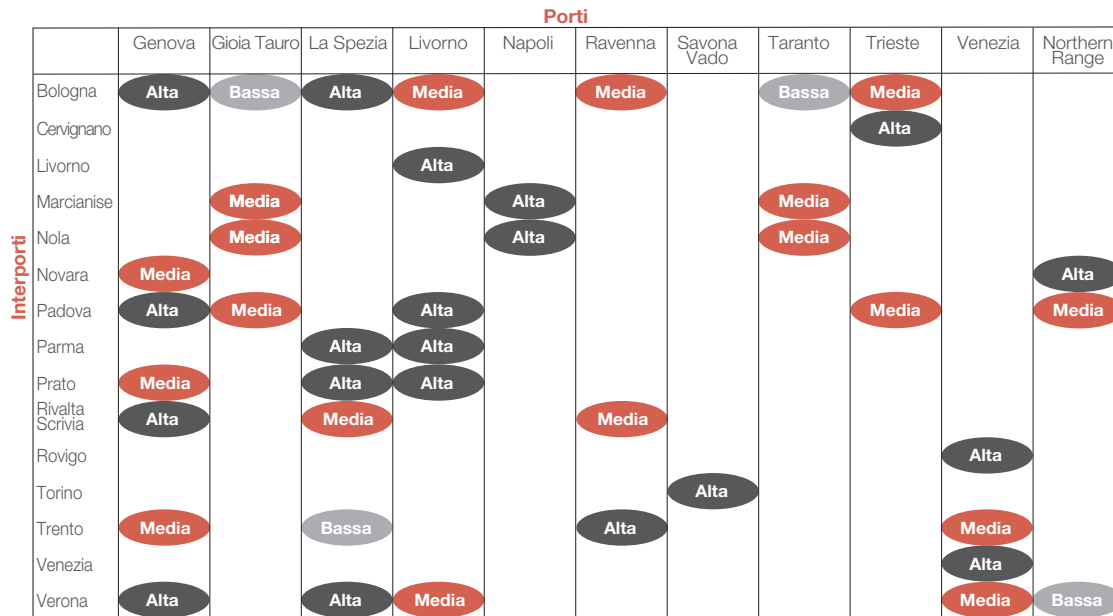 Porti
Genova Gioia Tauro La Spezia Livorno Napoli Ravenna Savona Vado Taranto Trieste Venezia Northern Range
Interporti
Bologna Alta Bassa Alta Media Media Bassa Media
Cervignano Alta
Livorno Alta
Marcianise Media Alta Media
Nola Media Alta Media
Novara Media Alta
Padova Alta Media Alta Media Media
Parma Alta Alta
Prato Media Alta Alta
Rivalta Scrivia Alta Media Media
Rovigo Alta
Torino Alta
Trento Media Bassa Alta Media
Venezia Alta
Verona Alta Alta Media Media Bassa